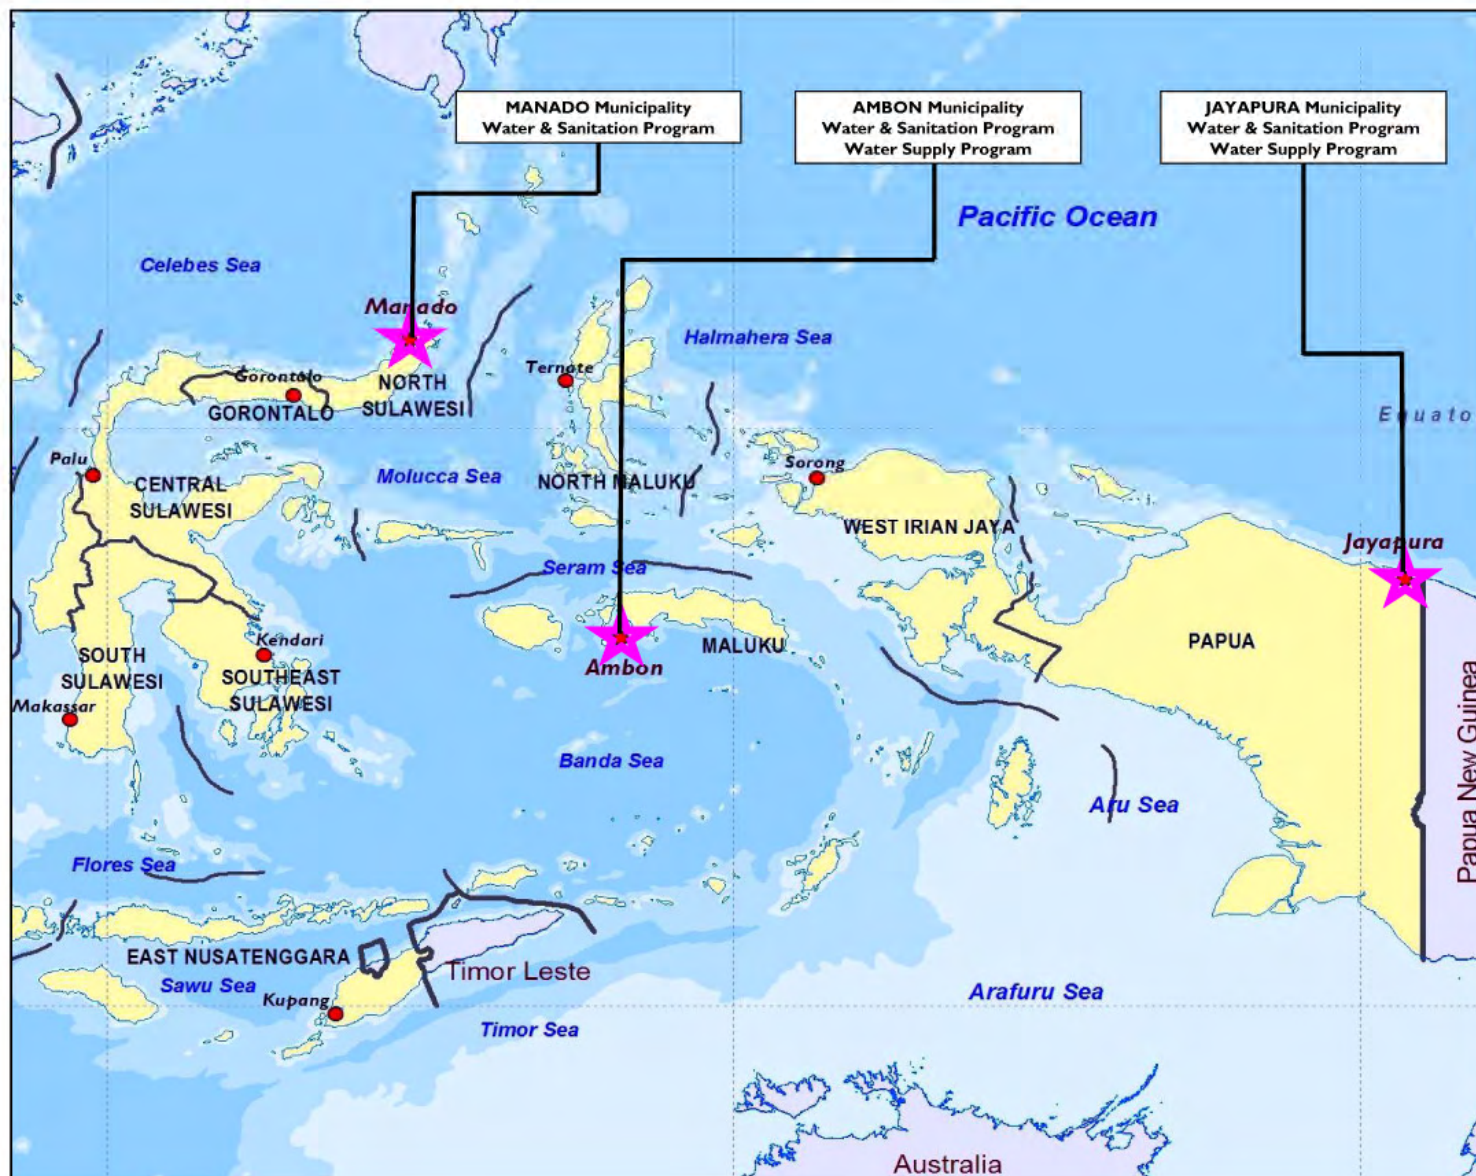 MANADO Municipality
Water & Sanitation Program
AMBON Municipality
Water & Sanitation Program
Water Supply Program
JAYAPURA Municipality
Water & Sanitation Program
Water Supply Program
Pacific Ocean
Celebes Sea
Manado
Halmahera Sea
Ternate
Gorontalo
NORTH
SULAWESI
GORONTALO
Equato
Palu
Molucca Sea
Sorong
CENTRAL
SULAWESI
NORTH MALUKU
WEST IRIAN JAYA
Jayapura
Seram Sea
Kendari
MALUKU
PAPUA
SOUTH
SULAWESI
Ambon
SOUTHEAST
SULAWESI
Makassar
Papua New Guinea
Banda Sea
Aru Sea
Flores Sea
EAST NUSATENGGARA
Timor Leste
Sawu Sea
Kupang
Arafuru Sea
Timor Sea
Australia